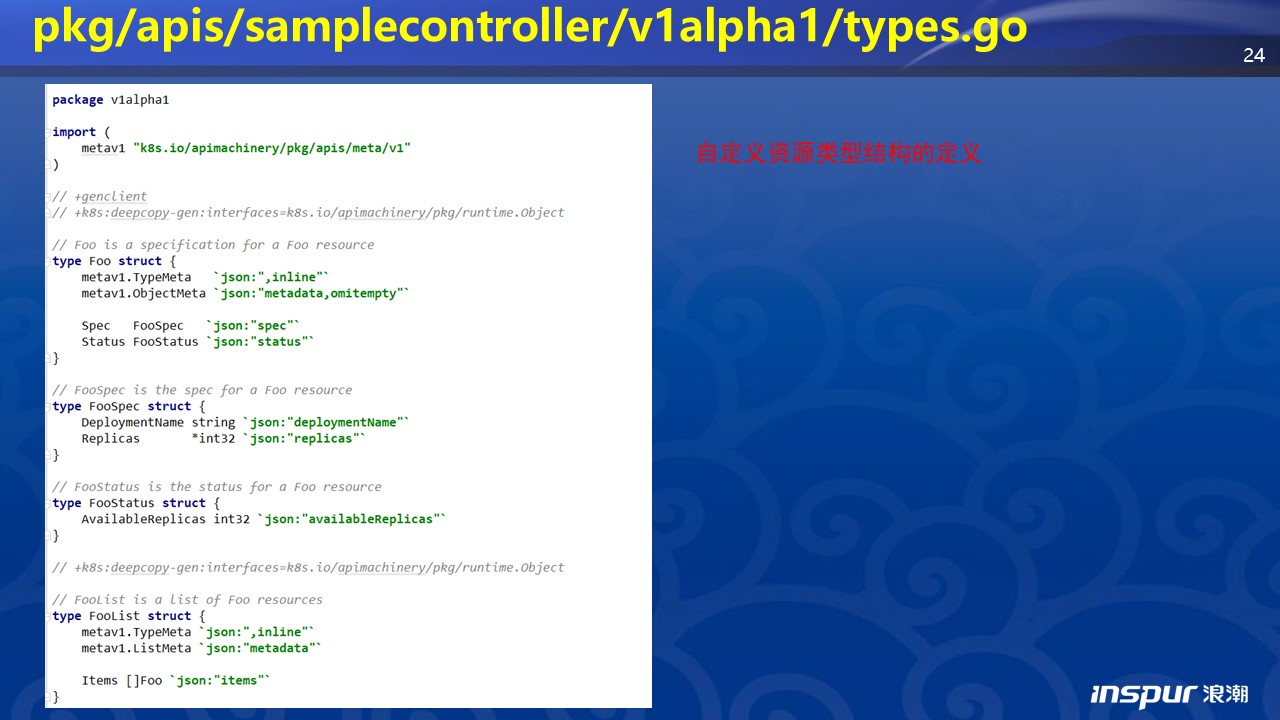 pkg/apis/samplecontroller/v1alpha1/types.go
24
package v1alpha1
import (
    metav1 "k8s.io/apimachinery/pkg/apis/meta/v1"
)
// +genclient
// +k8s:deepcopy-gen:interfaces=k8s.io/apimachinery/pkg/runtime.Object
// Foo is a specification for a Foo resource
type Foo struct {
    metav1.TypeMeta   `json:",inline"`
    metav1.ObjectMeta `json:"metadata,omitempty"`
    Spec   FooSpec   `json:"spec"`
    Status FooStatus `json:"status"`
}
// FooSpec is the spec for a Foo resource
type FooSpec struct {
    DeploymentName string `json:"deploymentName"`
    Replicas       *int32 `json:"replicas"`
}
// FooStatus is the status for a Foo resource
type FooStatus struct {
    AvailableReplicas int32 `json:"availableReplicas"`
}
// +k8s:deepcopy-gen:interfaces=k8s.io/apimachinery/pkg/runtime.Object
// FooList is a list of Foo resources
type FooList struct {
    metav1.TypeMeta `json:",inline"`
    metav1.ListMeta `json:"metadata"`
    Items []Foo `json:"items"`
}
自定义资源类型结构的定义
inspur 浪潮